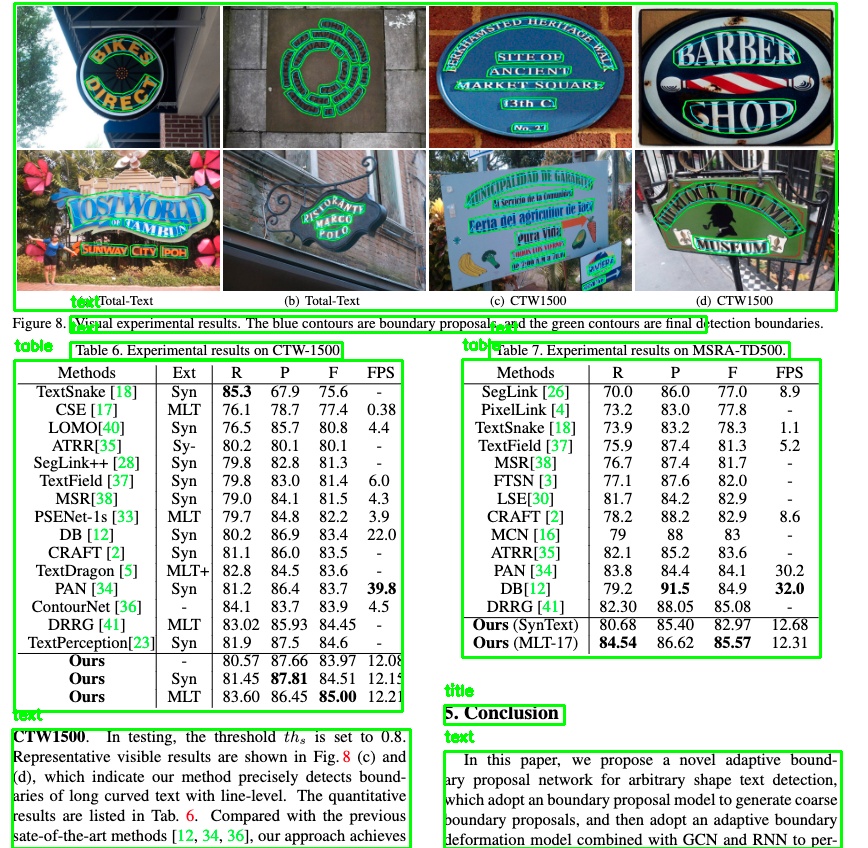 BIKES
DIRECT
BERKHAMSTED HERITAGE WALK
SITE OF
ANCIENT
MARKET SQUARE
13th C.
No. 21
BARBER
SHOP
LOST WORLD
OF TAMBUN
SUNWAY CITY IPOH
RISTORANTE
MARCO
POLO
MUNICIPALIDAD DE GARABITO
Al Servicio de la Comunidad
Feria del agricultor de jacó
pura Vida
RIVIERA
SHERLOCK HOLMES
MUSEUM
text
Total-Text
(b) Total-Text
(c) CTW1500
(d) CTW1500
Figure 8. Visual experimental results. The blue contours are boundary proposals, and the green contours are final detection boundaries.
text
text
table
Table 6. Experimental results on CTW-1500
Methods Ext R P F FPS
TextSnake [18] Syn 85.3 67.9 75.6 -
CSE [17] MLT 76.1 78.7 77.4 0.38
LOMO[40] Syn 76.5 85.7 80.8 4.4
ATRR[35] Sy- 80.2 80.1 80.1 -
SegLink++ [28] Syn 79.8 82.8 81.3 -
TextField [37] Syn 79.8 83.0 81.4 6.0
MSR[38] Syn 79.0 84.1 81.5 4.3
PSENet-1s [33] MLT 79.7 84.8 82.2 3.9
DB [12] Syn 80.2 86.9 83.4 22.0
CRAFT [2] Syn 81.1 86.0 83.5 -
TextDragon [5] MLT+ 82.8 84.5 83.6 -
PAN [34] Syn 81.2 86.4 83.7 39.8
ContourNet [36] - 84.1 83.7 83.9 4.5
DRRG [41] MLT 83.02 85.93 84.45 -
TextPerception[23] Syn 81.9 87.5 84.6 -
Ours - 80.57 87.66 83.97 12.08
Ours Syn 81.45 87.81 84.51 12.15
Ours MLT 83.60 86.45 85.00 12.21
text
CTW1500. In testing, the threshold ths is set to 0.8.
Representative visible results are shown in Fig. 8 (c) and
(d), which indicate our method precisely detects bound-
aries of long curved text with line-level. The quantitative
results are listed in Tab. 6. Compared with the previous
sate-of-the-art methods [12, 34, 36], our approach achieves
table
Table 7. Experimental results on MSRA-TD500.
Methods R P F FPS
SegLink [26] 70.0 86.0 77.0 8.9
PixelLink [4] 73.2 83.0 77.8 -
TextSnake [18] 73.9 83.2 78.3 1.1
TextField [37] 75.9 87.4 81.3 5.2
MSR[38] 76.7 87.4 81.7 -
FTSN [3] 77.1 87.6 82.0 -
LSE[30] 81.7 84.2 82.9 -
CRAFT [2] 78.2 88.2 82.9 8.6
MCN [16] 79 88 83 -
ATRR[35] 82.1 85.2 83.6 -
PAN [34] 83.8 84.4 84.1 30.2
DB[12] 79.2 91.5 84.9 32.0
DRRG [41] 82.30 88.05 85.08 -
Ours (SynText) 80.68 85.40 82.97 12.68
Ours (MLT-17) 84.54 86.62 85.57 12.31
title
5. Conclusion
text
In this paper, we propose a novel adaptive bound-
ary proposal network for arbitrary shape text detection,
which adopt an boundary proposal model to generate coarse
boundary proposals, and then adopt an adaptive boundary
deformation model combined with GCN and RNN to per-